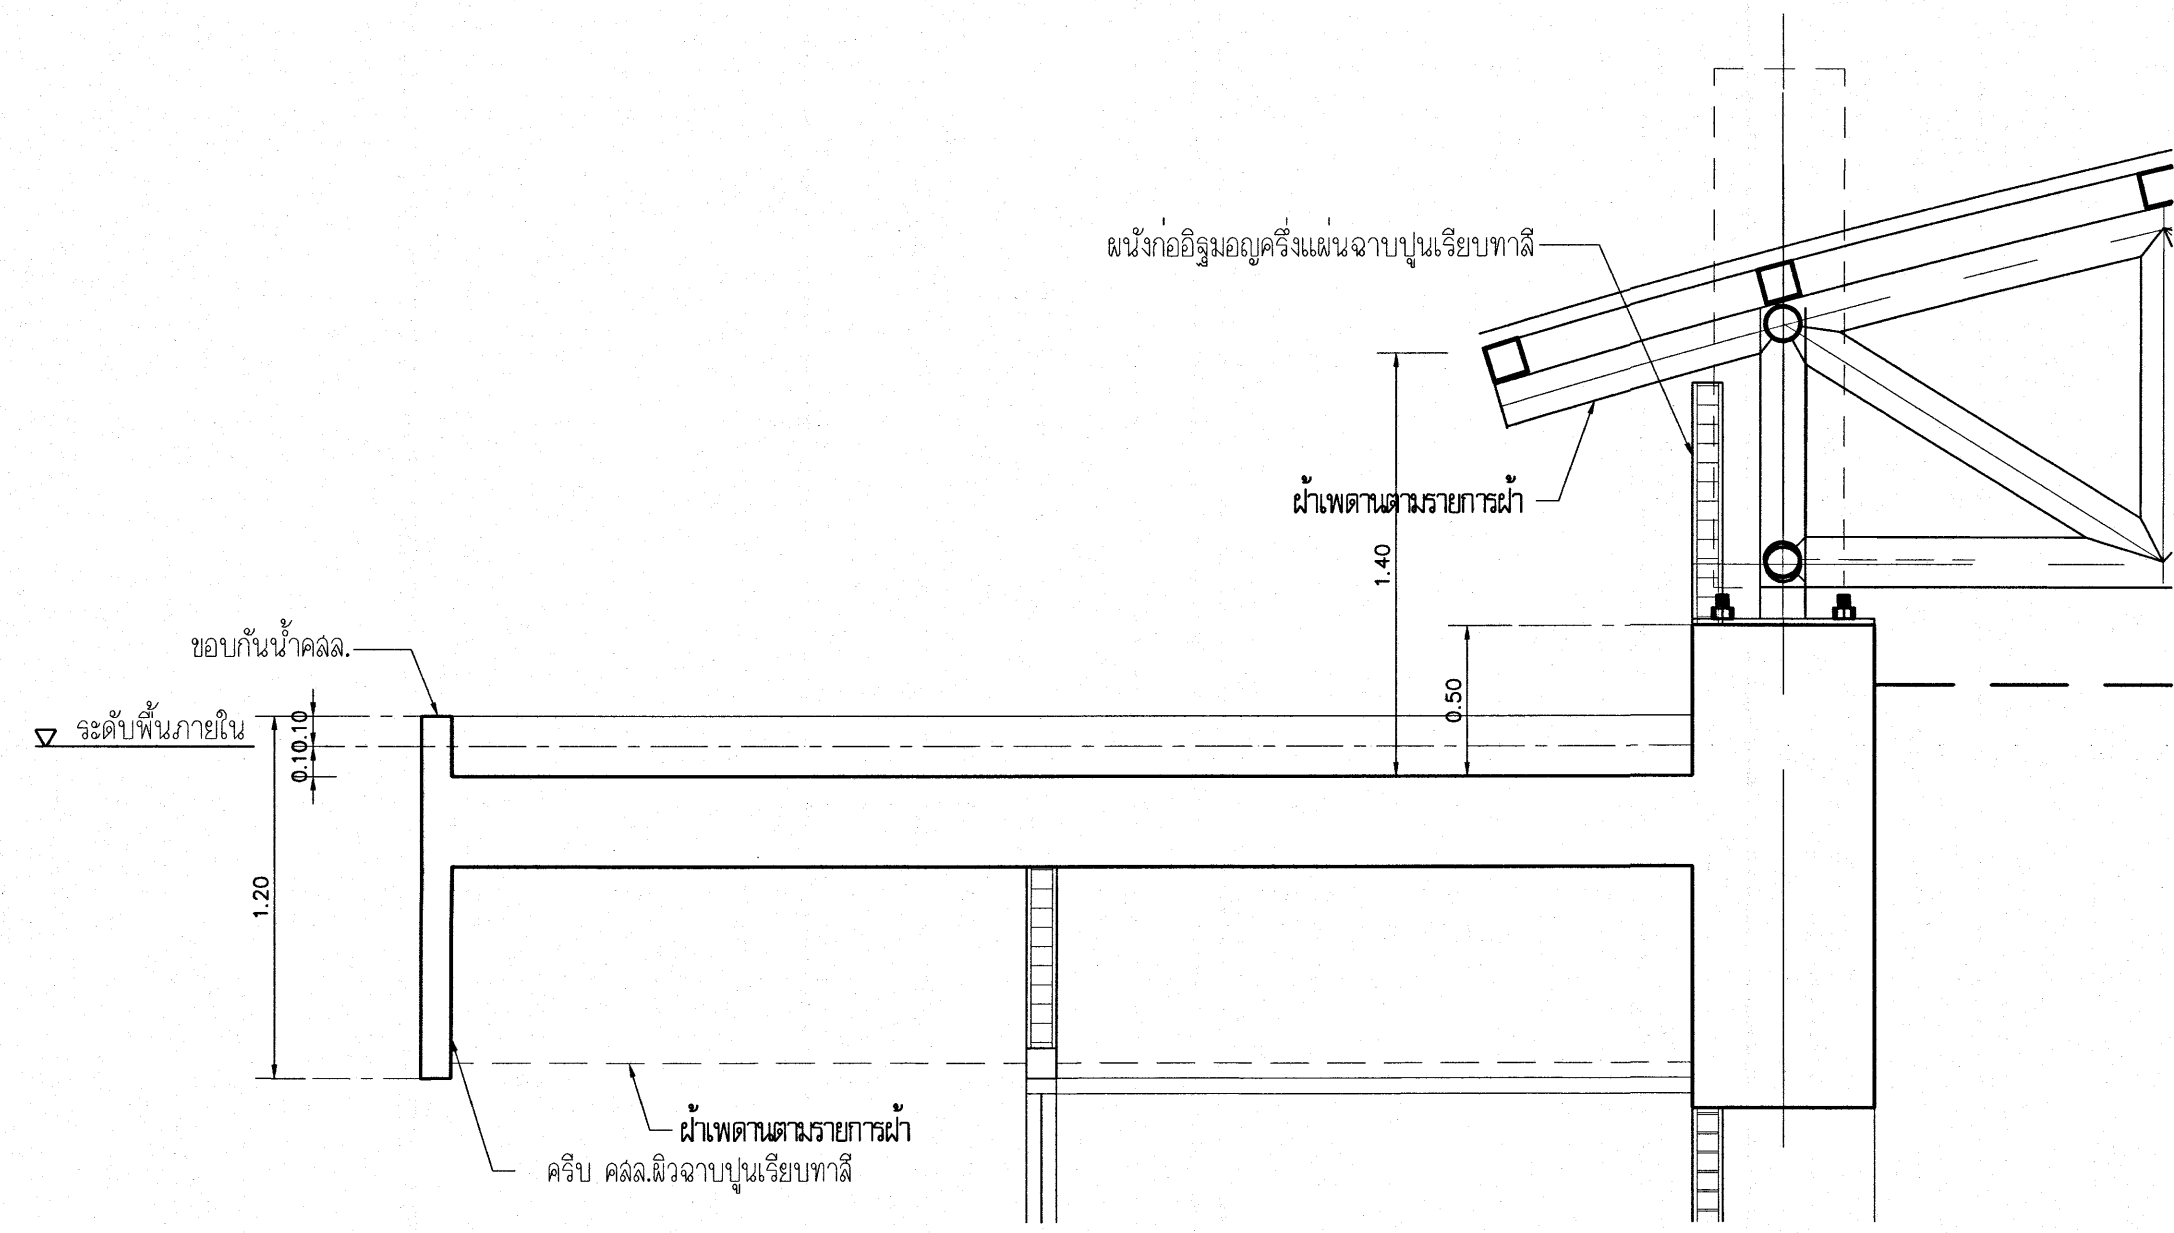 ผนังก่ออิฐมอญครึ่งแผ่นฉาบปูนเรียบทาสี
ฝ้าเพดานตามรายการฝ้า
1.40
ขอบกันน้ำคสล.
0.50
ระดับพื้นภายใน
0.10
0.10
1.20
ฝ้าเพดานตามรายการฝ้า
ครีบ คสล.ผิวฉาบปูนเรียบทาสี